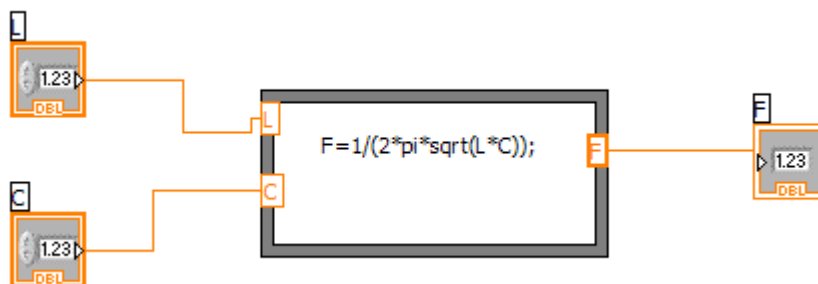 L
1.23
DBL
L
F=1/(2*pi*sqrt(L*C));
F
F
1.23
DBL
C
C
1.23
DBL